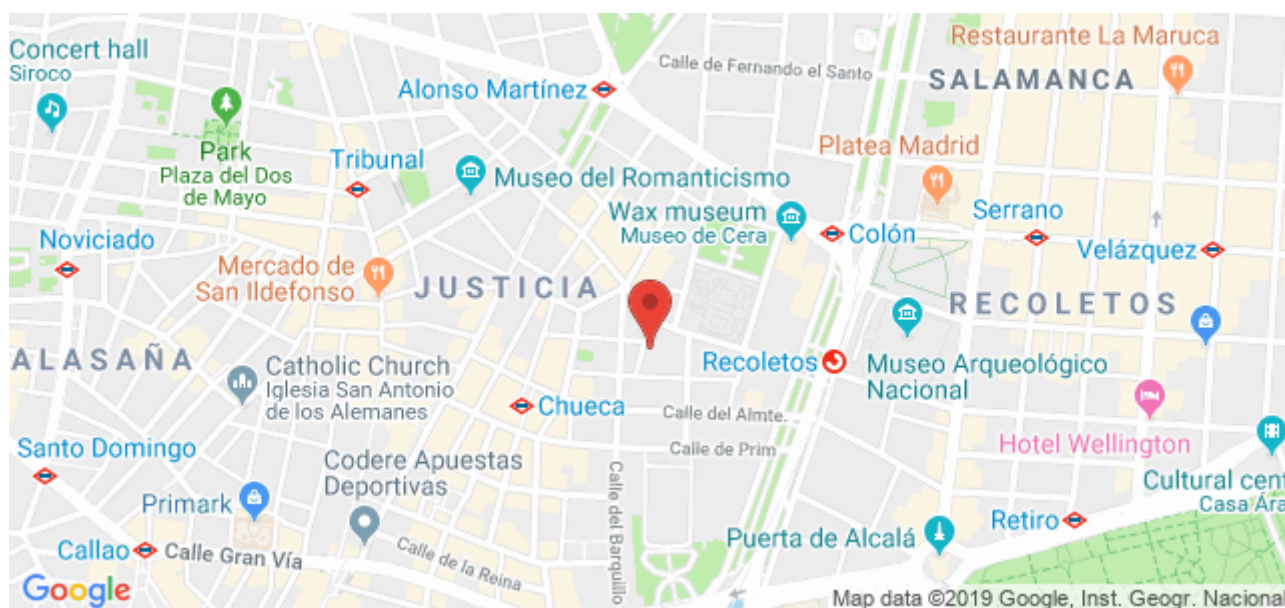 Concert hall
Siroco
Calle de Fernando el Santo
Restaurante La Maruca
SALAMANCA
Alonso Martínez
Park
Plaza del Dos
de Mayo
Tribunal
Museo del Romanticismo
Platea Madrid
Wax museum
Museo de Cera
Colón
Serrano
Velázquez
Noviciado
Mercado de
San Ildefonso
JUSTICIA
RECOLETOS
ALASAÑA
Catholic Church
Iglesia San Antonio
de los Alemanes
Recoletos
Museo Arqueológico
Nacional
Chueca
Calle del Almte.
Calle de Prim
Hotel Wellington
Santo Domingo
Codere Apuestas
Deportivas
Calle del Barquillo
Cultural cent
Casa Ára
Primark
Retiro
Puerta de Alcalá
Callao
Calle Gran Vía
Calle de la Reina
Google
Map data ©2019 Google, Inst. Geogr. Nacional